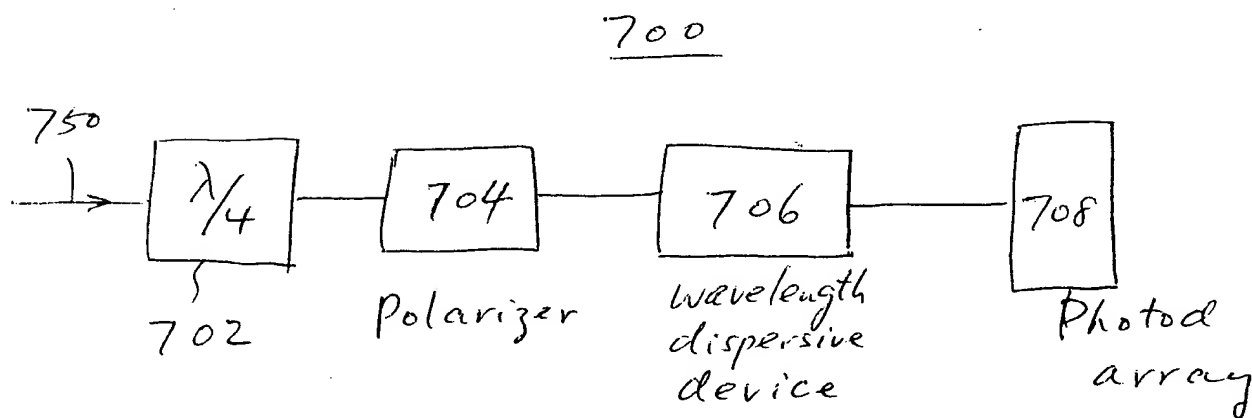 700
750
λ/4
704
706
708
702
Polarizer
wavelength
dispersive
device
Photod
array